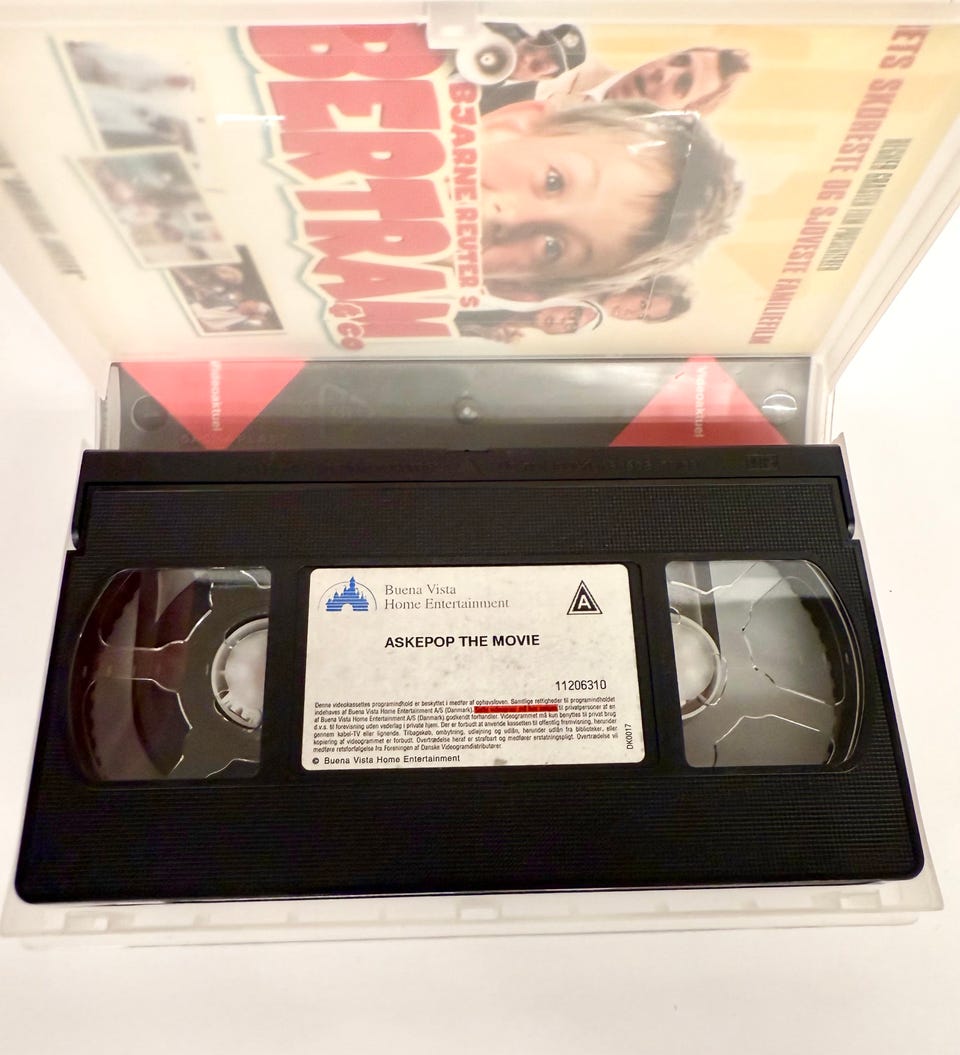 BERTRAM
& CO
BJARNE REUTER'S
ETS SKØRESTE OG SJOVESTE FAMILIEFILM
Videoaktuel
Videoaktuel
Buena Vista
Home Entertainment
A
ASKEPOP THE MOVIE
11206310
Denne videokassettes programindhold er beskyttet i medfør af ophavsloven. Samtlige rettigheder til programindholdet
indehaves af Buena Vista Home Entertainment A/S (Danmark). til privatpersoner af en
af Buena Vista Home Entertainment A/S (Danmark) godkendt forhandler. Videogrammet må kun benyttes til privat brug
d.v.s. til forevisning uden vederlag i private hjem. Der er forbudt at anvende kassetten til offentlig fremvisning, herunder
gennem kabel-TV eller lignende. Tilbagekøb, ombytning, udlejning og udlån, herunder udlån fra biblioteker, eller
kopiering af videogrammet er forbudt. Overtrædelse heraf er strafbart og medfører erstatningspligt. Overtrædelse vil
medføre retsforfølgelse fra Foreningen af Danske Videogramdistributører.
© Buena Vista Home Entertainment
DK0017